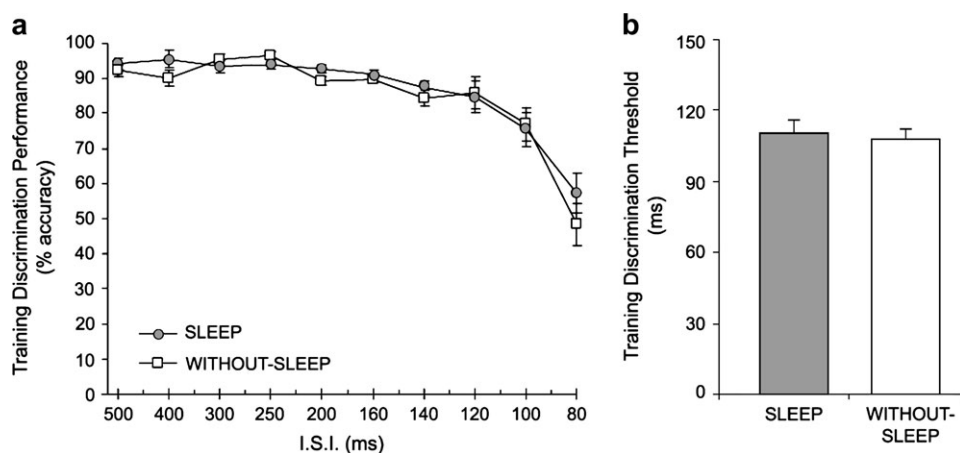 a
Training Discrimination Performance
(% accuracy)
100
90
80
70
60
50
40
30
20
10
0
SLEEP
WITHOUT-SLEEP
500 400 300 250 200 160 140 120 100 80
I.S.I. (ms)
b
Training Discrimination Threshold
(ms)
150
120
90
60
30
0
SLEEP WITHOUT-
SLEEP